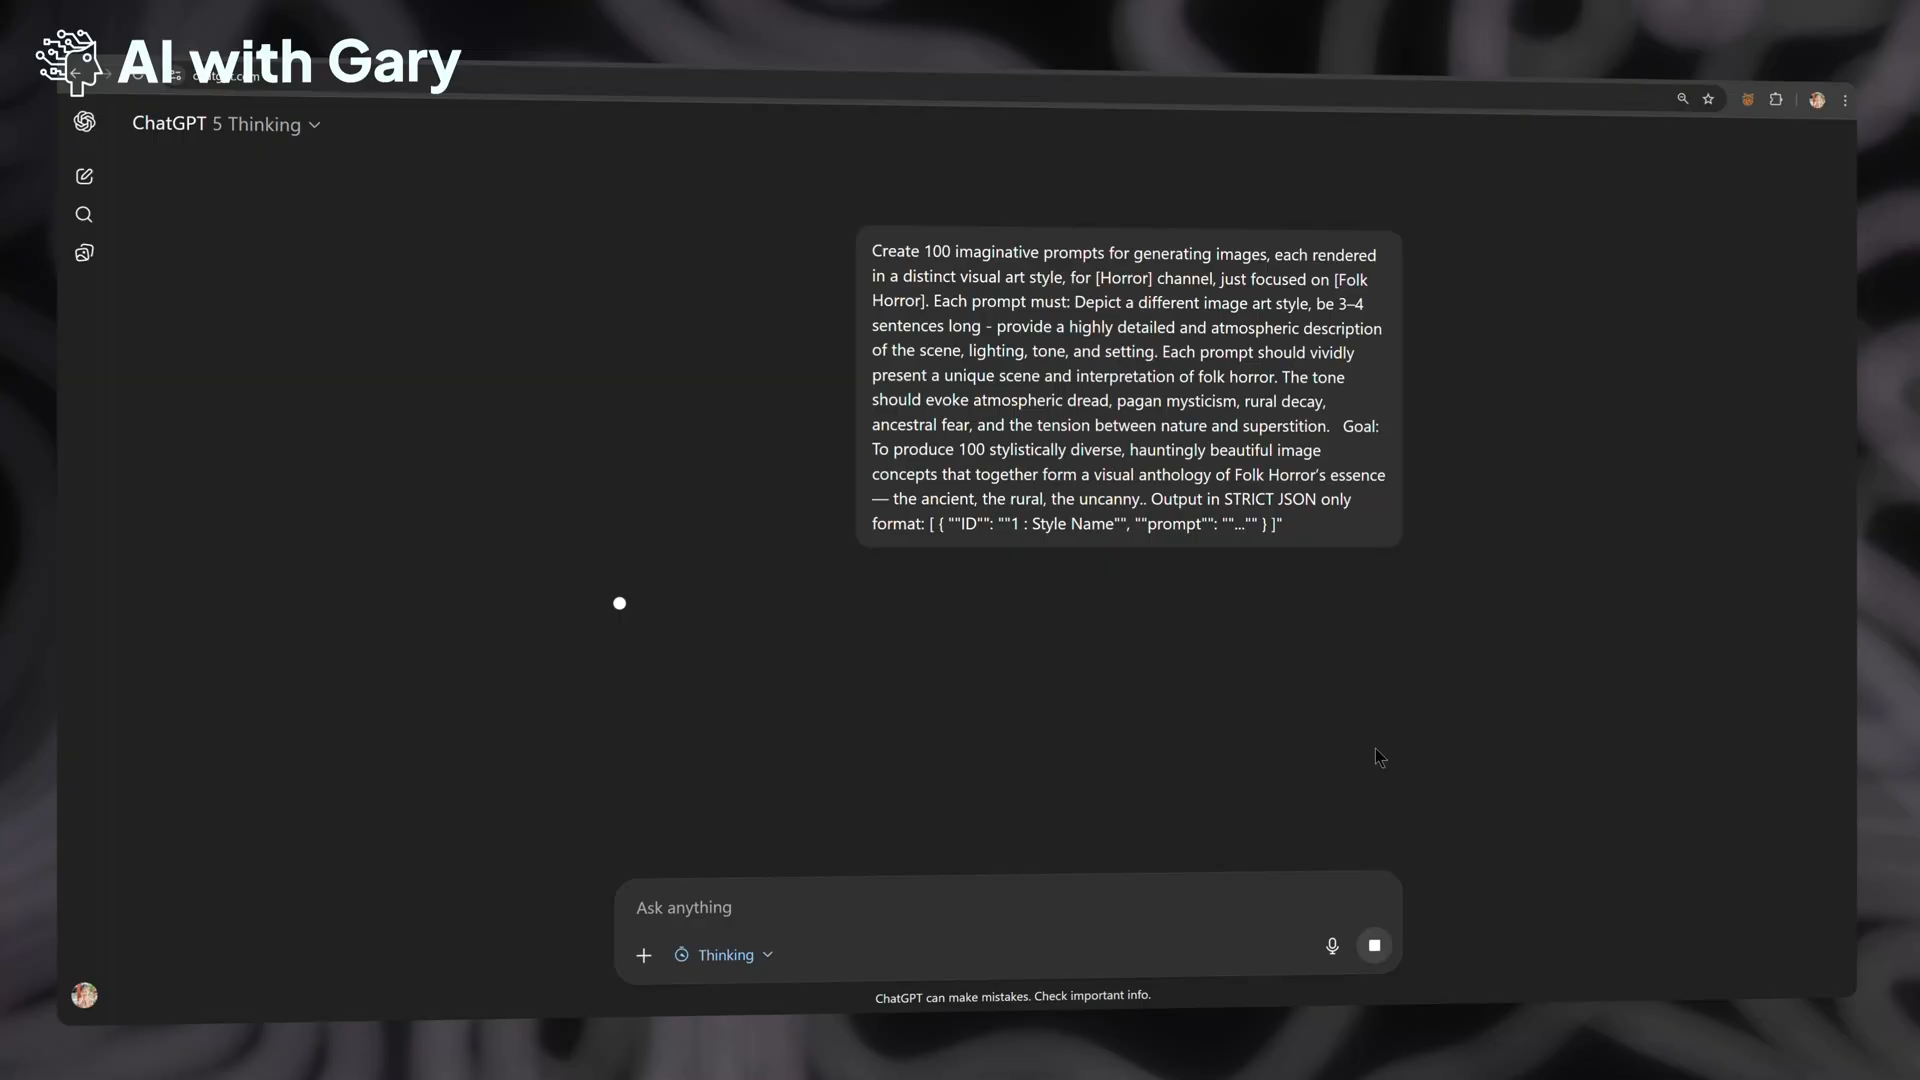 AI with Gary
ChatGPT 5 Thinking
Create 100 imaginative prompts for generating images, each rendered
in a distinct visual art style, for [Horror] channel, just focused on [Folk
Horror]. Each prompt must: Depict a different image art style, be 3–4
sentences long - provide a highly detailed and atmospheric description
of the scene, lighting, tone, and setting. Each prompt should vividly
present a unique scene and interpretation of folk horror. The tone
should evoke atmospheric dread, pagan mysticism, rural decay,
ancestral fear, and the tension between nature and superstition.   Goal:
To produce 100 stylistically diverse, hauntingly beautiful image
concepts that together form a visual anthology of Folk Horror’s essence
— the ancient, the rural, the uncanny.. Output in STRICT JSON only
format: [ { ""ID"": ""1 : Style Name"", ""prompt"": ""..."" } ]"
Ask anything
Thinking
ChatGPT can make mistakes. Check important info.